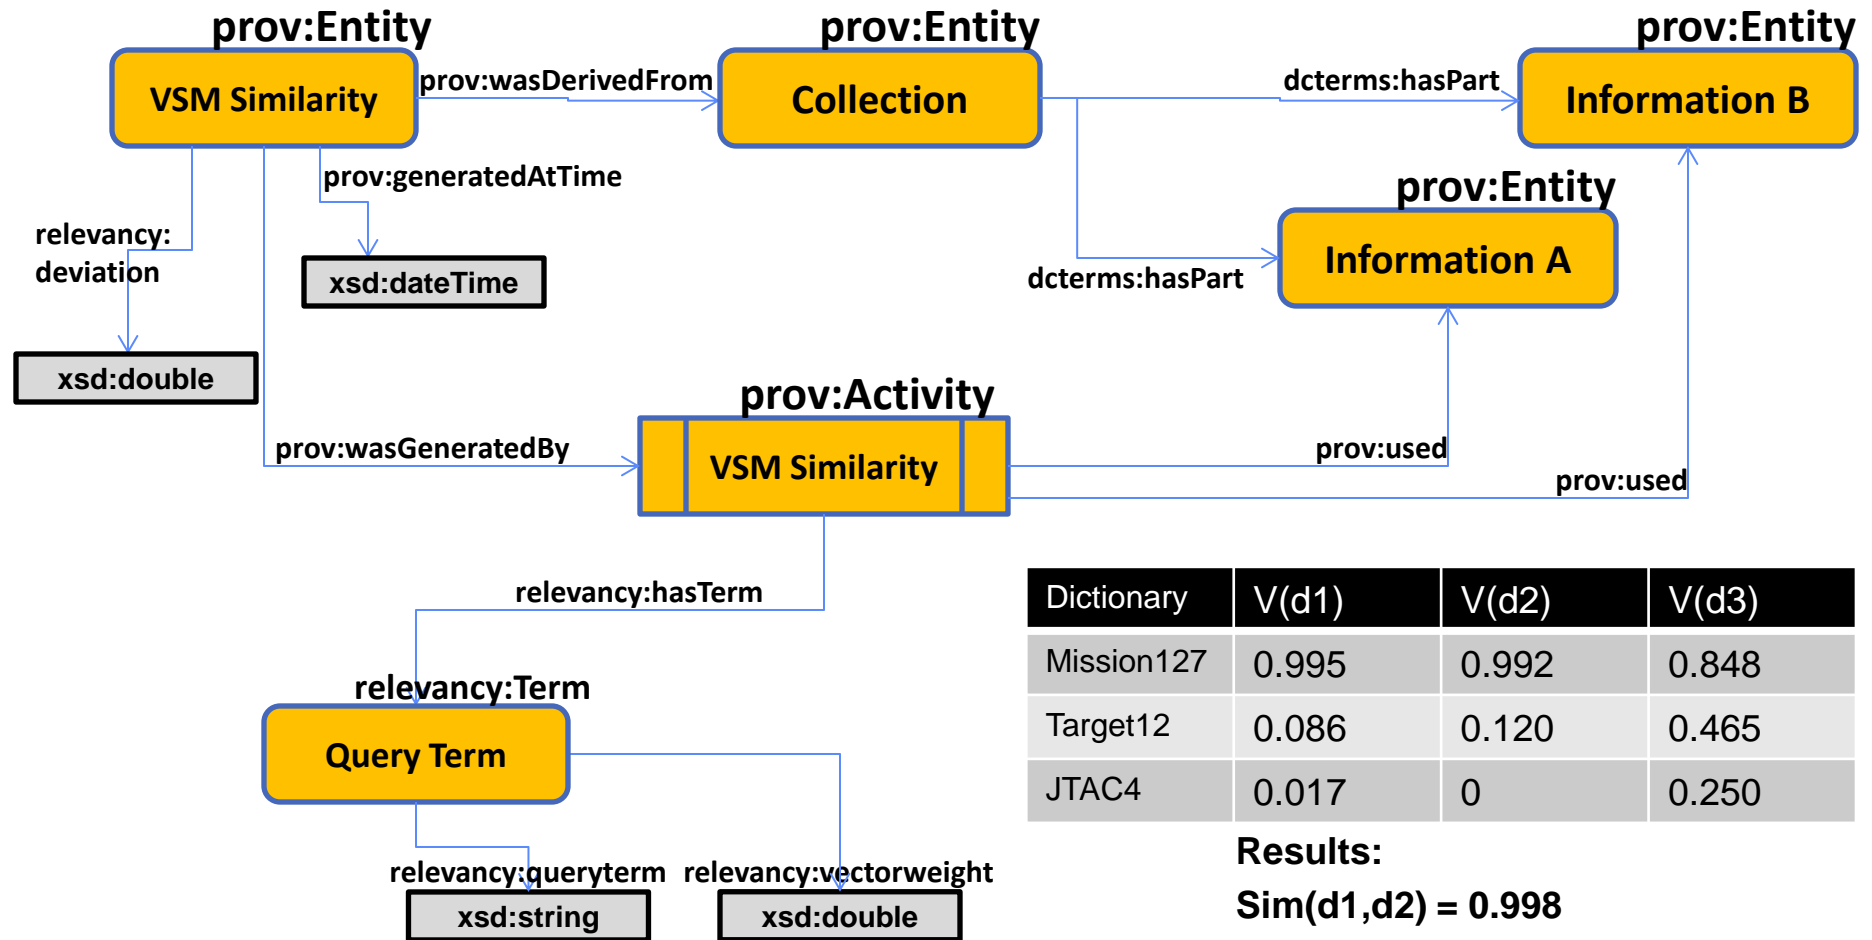 prov:Entity
prov:Entity
prov:Entity
VSM Similarity
prov:wasDerivedFrom
Collection
dcterms:hasPart
Information B
prov:generatedAtTime
prov:Entity
relevancy:
deviation
xsd:dateTime
dcterms:hasPart
Information A
xsd:double
prov:Activity
prov:wasGeneratedBy
VSM Similarity
prov:used
prov:used
relevancy:hasTerm
relevancy:Term
Query Term
relevancy:queryterm
relevancy:vectorweight
xsd:string
xsd:double
Dictionary V(d1) V(d2) V(d3)
Mission127 0.995 0.992 0.848
Target12 0.086 0.120 0.465
JTAC4 0.017 0 0.250
Results:
Sim(d1,d2) = 0.998